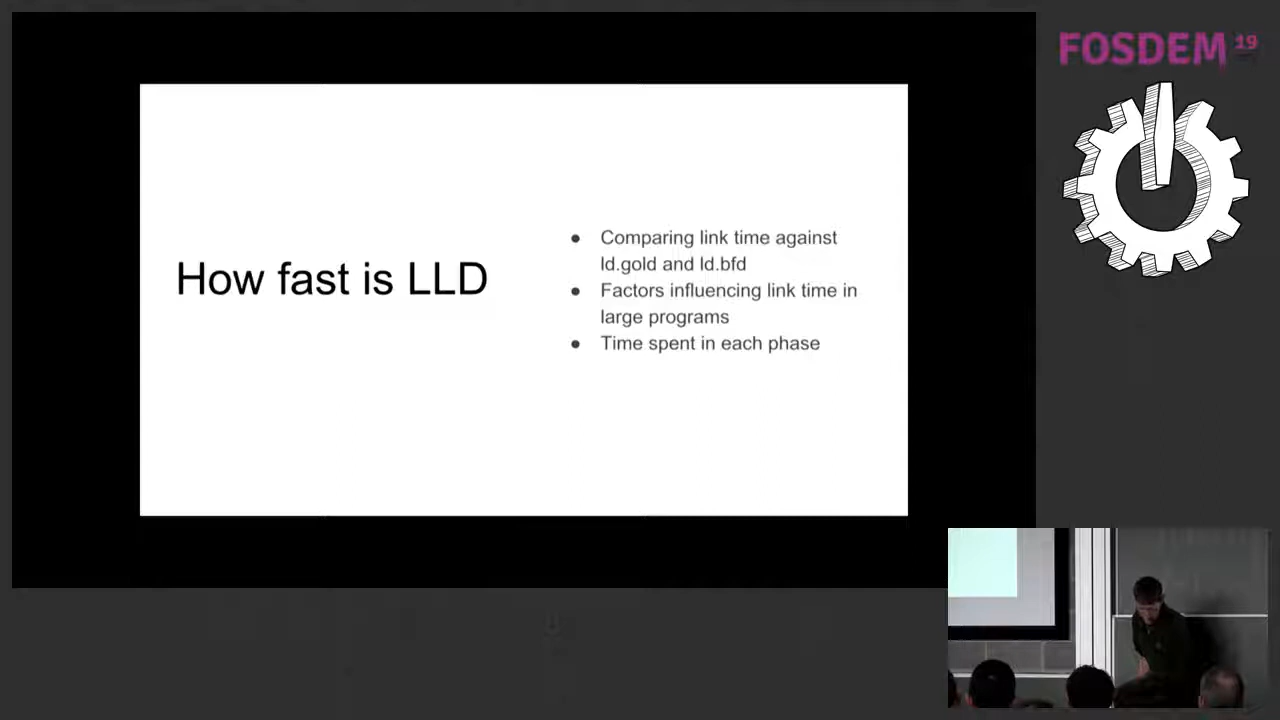 FOSDEM 19
How fast is LLD
● Comparing link time against
ld.gold and ld.bfd
● Factors influencing link time in
large programs
● Time spent in each phase